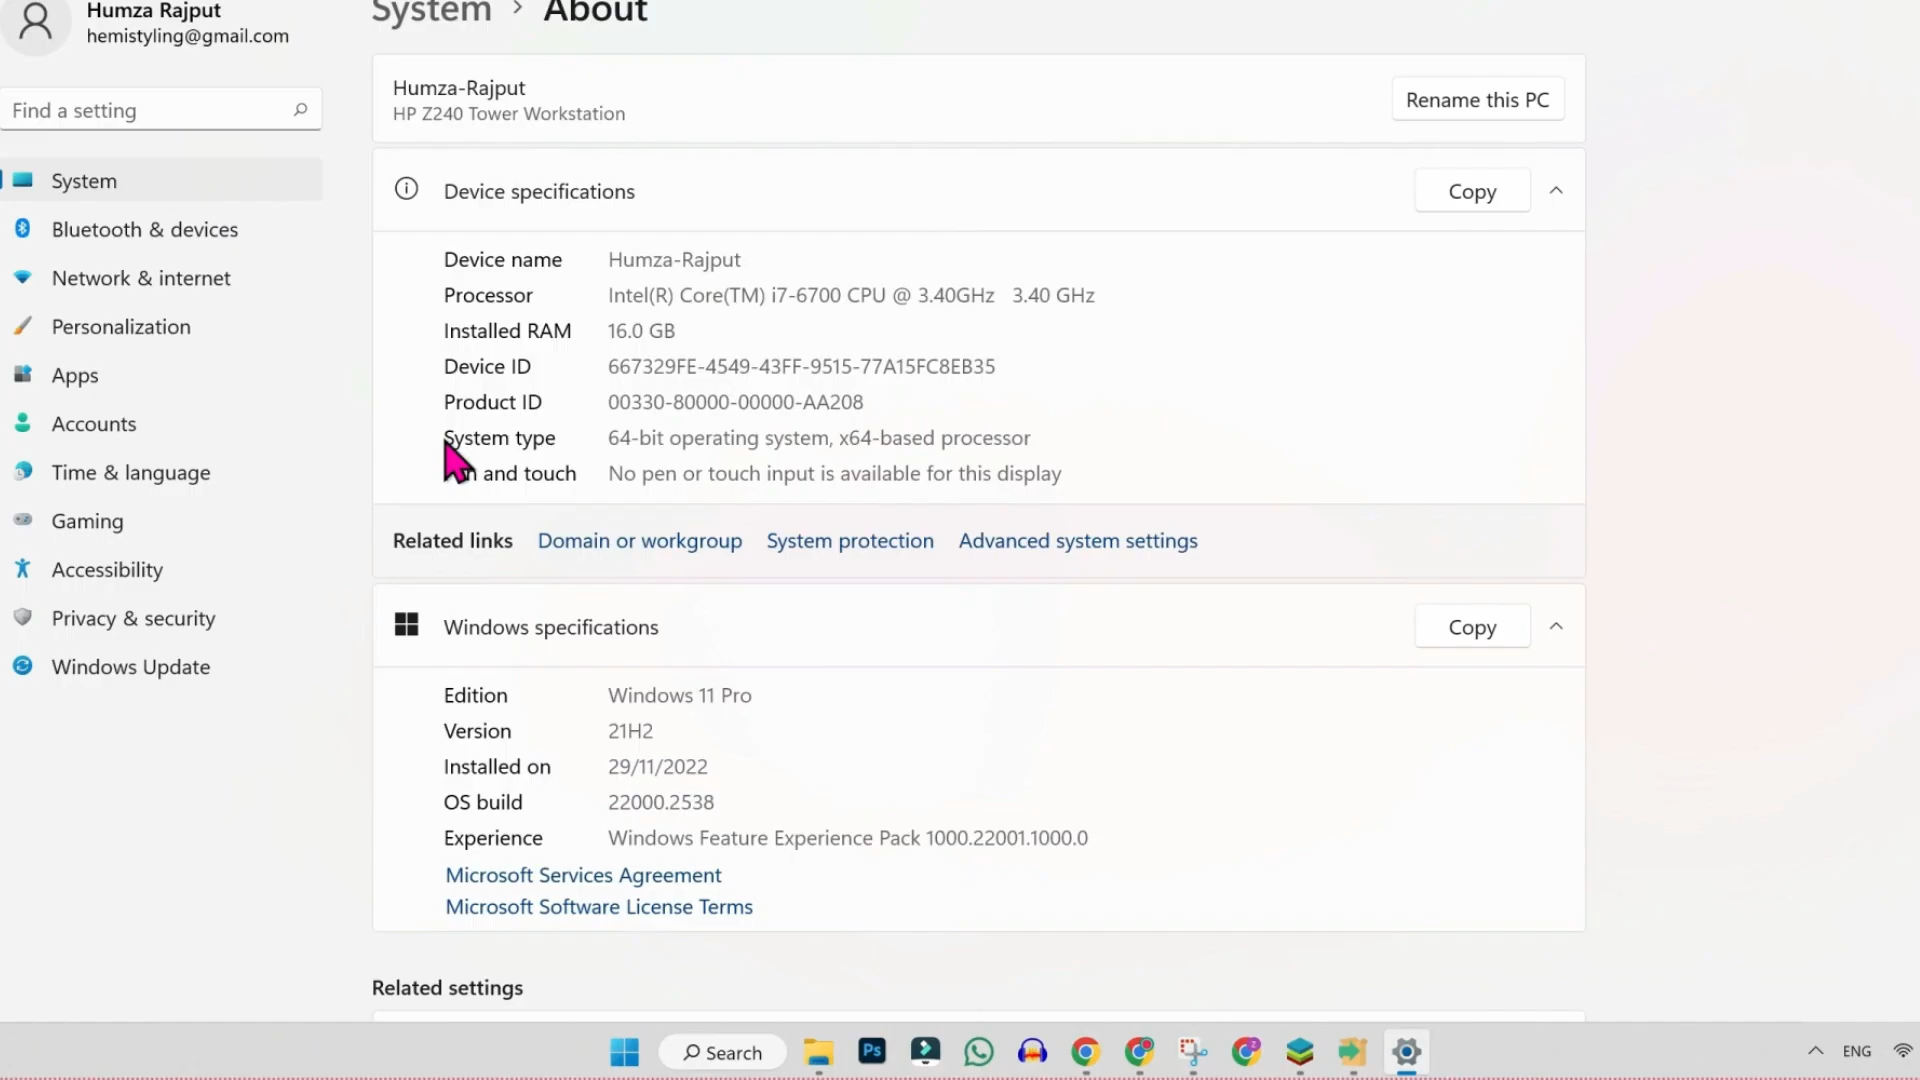 Humza Rajput
hemistyling@gmail.com
Find a setting
System
Bluetooth & devices
Network & internet
Personalization
Apps
Accounts
Time & language
Gaming
Accessibility
Privacy & security
Windows Update
System > About
Humza-Rajput
HP Z240 Tower Workstation
Rename this PC
Device specifications
Copy
Device name Humza-Rajput
Processor Intel(R) Core(TM) i7-6700 CPU @ 3.40GHz 3.40 GHz
Installed RAM 16.0 GB
Device ID 667329FE-4549-43FF-9515-77A15FC8EB35
Product ID 00330-80000-00000-AA208
System type 64-bit operating system, x64-based processor
and touch No pen or touch input is available for this display
Related links Domain or workgroup System protection Advanced system settings
Windows specifications
Copy
Edition Windows 11 Pro
Version 21H2
Installed on 29/11/2022
OS build 22000.2538
Experience Windows Feature Experience Pack 1000.22001.1000.0
Microsoft Services Agreement
Microsoft Software License Terms
Related settings
Search
Ps
ENG